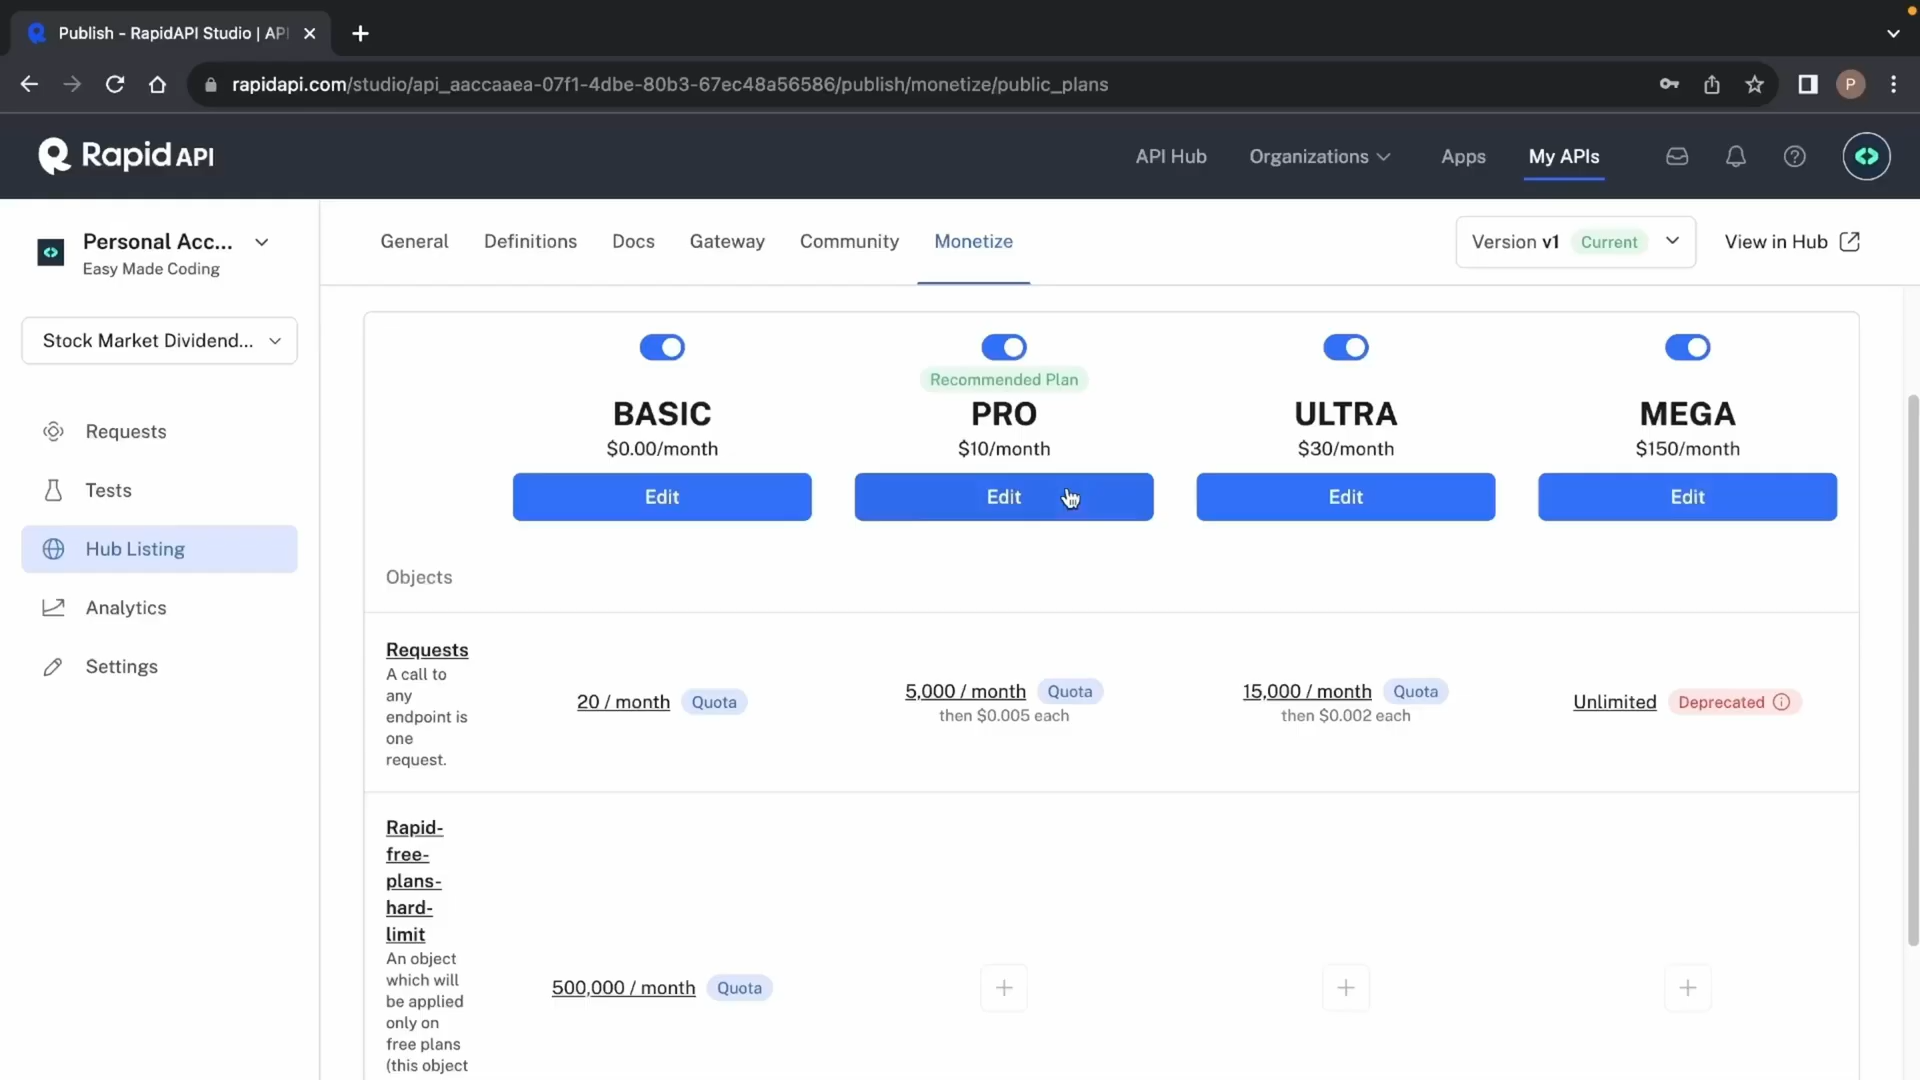 Publish - RapidAPI Studio | API
rapidapi.com/studio/api_aaccaaea-07f1-4dbe-80b3-67ec48a56586/publish/monetize/public_plans
P
Rapid API
API Hub
Organizations
Apps
My APIs
Personal Acc...
Easy Made Coding
General
Definitions
Docs
Gateway
Community
Monetize
Version v1 Current
View in Hub
Stock Market Dividend...
Requests
Tests
Hub Listing
Analytics
Settings
Recommended Plan
BASIC
PRO
ULTRA
MEGA
$0.00/month
$10/month
$30/month
$150/month
Edit
Edit
Edit
Edit
Objects
Requests
A call to
any
endpoint is
one
request.
20 / month Quota
5,000 / month Quota
then $0.005 each
15,000 / month Quota
then $0.002 each
Unlimited Deprecated
Rapid-
free-
plans-
hard-
limit
An object
which will
be applied
only on
free plans
(this object
500,000 / month Quota